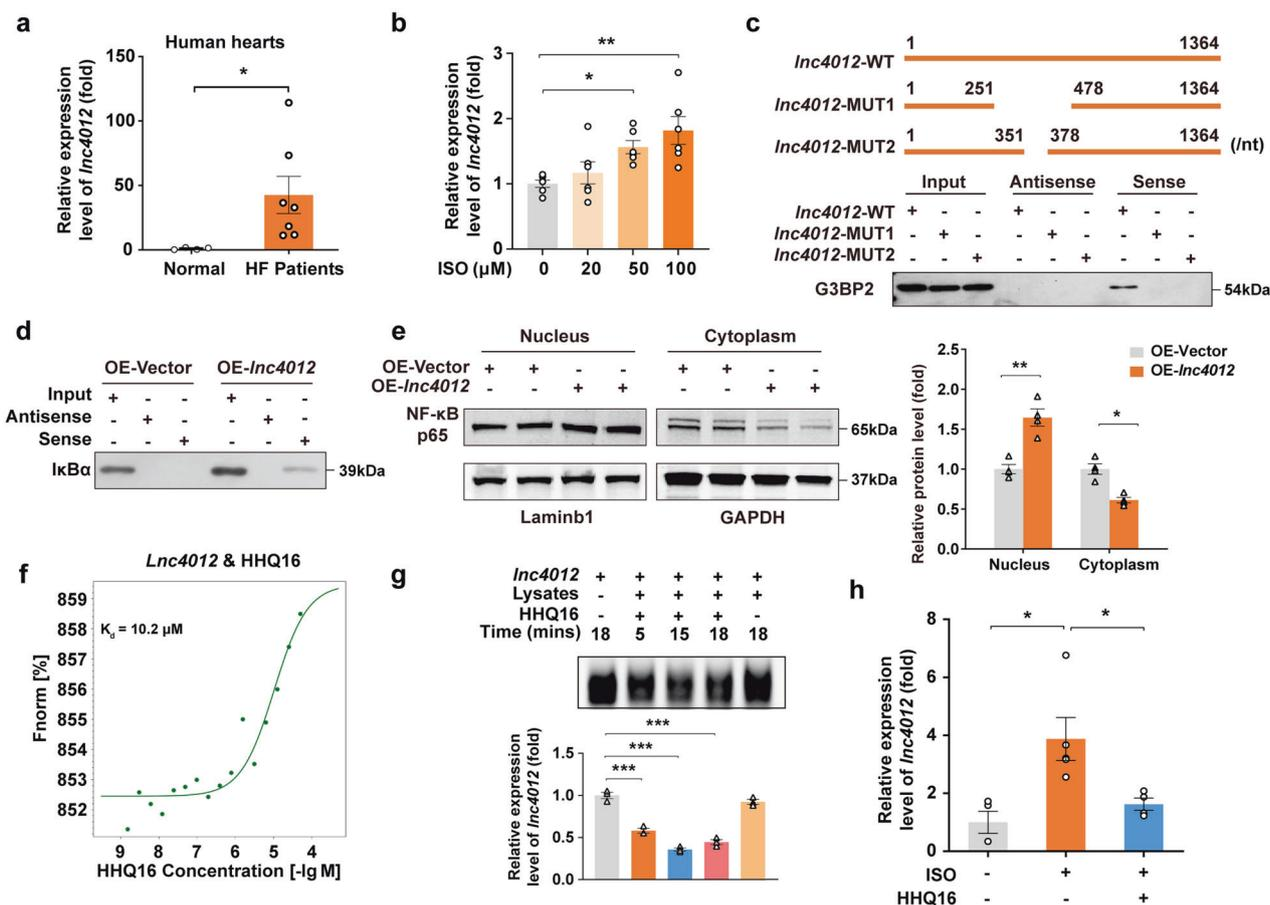 a
Human hearts
Relative expression
level of lnc4012 (fold)
150
100
50
0
*
Normal HF Patients
b
Relative expression
level of lnc4012 (fold)
3
2
1
0
**
*
ISO (μM) 0 20 50 100
c
lnc4012-WT 1 1364
lnc4012-MUT1 1 251 478 1364
lnc4012-MUT2 1 351 378 1364 (/nt)
Input Antisense Sense
lnc4012-WT + - - + - - + - -
lnc4012-MUT1 - + - - + - - + -
lnc4012-MUT2 - - + - - + - - +
G3BP2 54kDa
d
OE-Vector OE-lnc4012
Input + - - + - -
Antisense - + - - + -
Sense - - + - - +
IκBα 39kDa
e
Nucleus Cytoplasm
OE-Vector + + - - + + - -
OE-lnc4012 - - + + - - + +
NF-κB
p65 65kDa
37kDa
Laminb1 GAPDH
Relative protein level (fold)
2.5
2.0
1.5
1.0
0.5
0.0
OE-Vector
OE-lnc4012
**
*
Nucleus Cytoplasm
f
Lnc4012 & HHQ16
Kd = 10.2 μM
Fnorm [%]
859
858
857
856
855
854
853
852
9 8 7 6 5 4
HHQ16 Concentration [-lg M]
g
lnc4012 + + + + +
Lysates - + + + +
HHQ16 - + + + -
Time (mins) 18 5 15 18 18
Relative expression
level of lnc4012 (fold)
1.5
1.0
0.5
0.0
***
***
***
h
Relative expression
level of lnc4012 (fold)
8
6
4
2
0
* *
ISO - + +
HHQ16 - - +